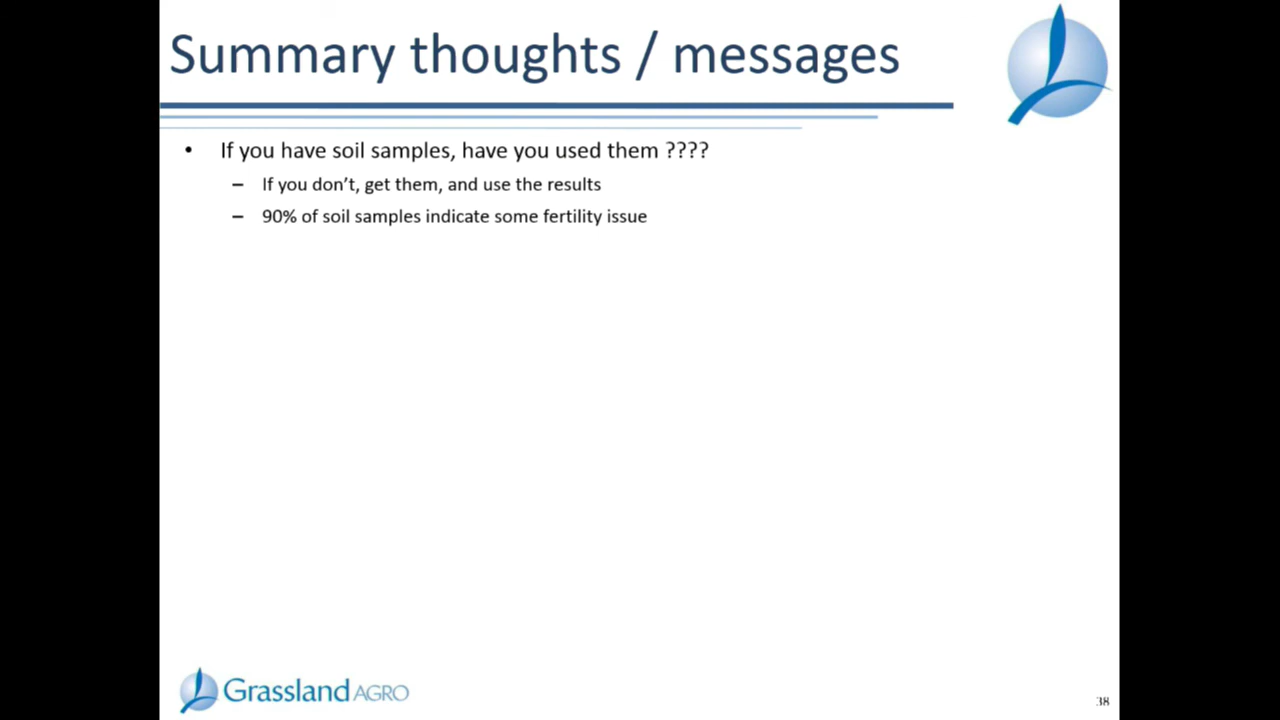 Summary thoughts / messages
• If you have soil samples, have you used them ????
– If you don’t, get them, and use the results
– 90% of soil samples indicate some fertility issue
Grassland AGRO
38